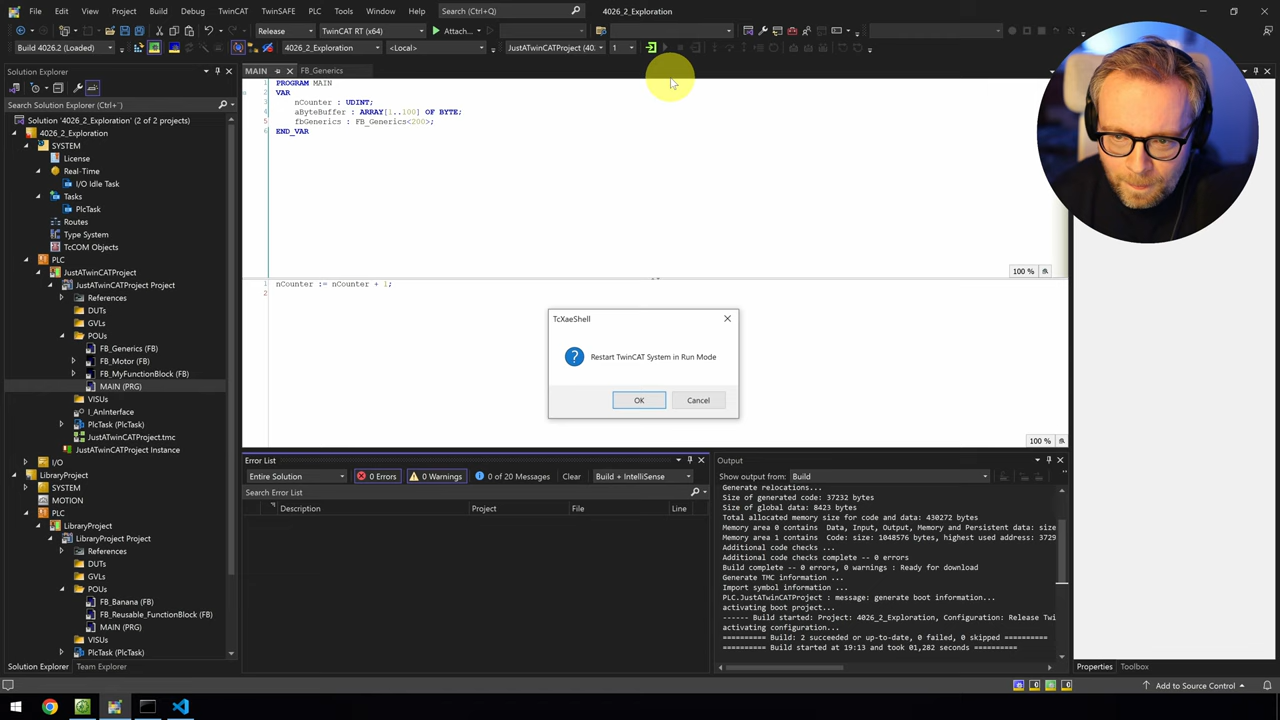 File Edit View Project Build Debug TwinCAT TwinSAFE PLC Tools Window Help Search (Ctrl+Q) 4026_2_Exploration
Release TwinCAT RT (x64) Attach...
Build 4026.2 (Loaded) 4026_2_Exploration <Local> JustATwinCATProject (40. 1
Solution Explorer
Search Solution Explorer (Ctrl+¨)
Solution '4026_2_Exploration' (2 of 2 projects)
4026_2_Exploration
SYSTEM
License
Real-Time
I/O Idle Task
Tasks
PlcTask
Routes
Type System
TcCOM Objects
PLC
JustATwinCATProject
JustATwinCATProject Project
References
DUTs
GVLs
POUs
FB_Generics (FB)
FB_Motor (FB)
FB_MyFunctionBlock (FB)
MAIN (PRG)
VISUs
I_AnInterface
PlcTask (PlcTask)
JustATwinCATProject.tmc
JustATwinCATProject Instance
I/O
LibraryProject
SYSTEM
MOTION
PLC
LibraryProject
LibraryProject Project
References
DUTs
GVLs
POUs
FB_Banana (FB)
FB_Reusable_FunctionBlock (FB)
MAIN (PRG)
VISUs
PlcTask (PlcTask)
Solution Explorer Team Explorer
MAIN FB_Generics
1 PROGRAM MAIN
2 VAR
3 nCounter : UDINT;
4 aByteBuffer : ARRAY[1..100] OF BYTE;
5 fbGenerics : FB_Generics<200>;
6 END_VAR
100 %
1 nCounter := nCounter + 1;
2
100 %
TcXaeShell
Restart TwinCAT System in Run Mode
OK Cancel
Error List
Entire Solution 0 Errors 0 Warnings 0 of 20 Messages Clear Build + IntelliSense
Search Error List
Description Project File Line
Output
Show output from: Build
Generate relocations...
Size of generated code: 37232 bytes
Size of global data: 8423 bytes
Total allocated memory size for code and data: 430272 bytes
Memory area 0 contains  Data, Input, Output, Memory and Persistent data: size
Memory area 1 contains  Code: size: 1048576 bytes, highest used address: 3729
Additional code checks ...
Additional code checks complete -- 0 errors
Build complete -- 0 errors, 0 warnings : Ready for download
Generate TMC information ...
Import symbol information ...
PLC.JustATwinCATProject : message: generate boot information...
activating boot project...
------ Build started: Project: 4026_2_Exploration, Configuration: Release Twin
activating configuration...
========== Build: 2 succeeded or up-to-date, 0 failed, 0 skipped ==========
========== Build started at 19:13 and took 01,282 seconds ==========
Properties Toolbox
Add to Source Control